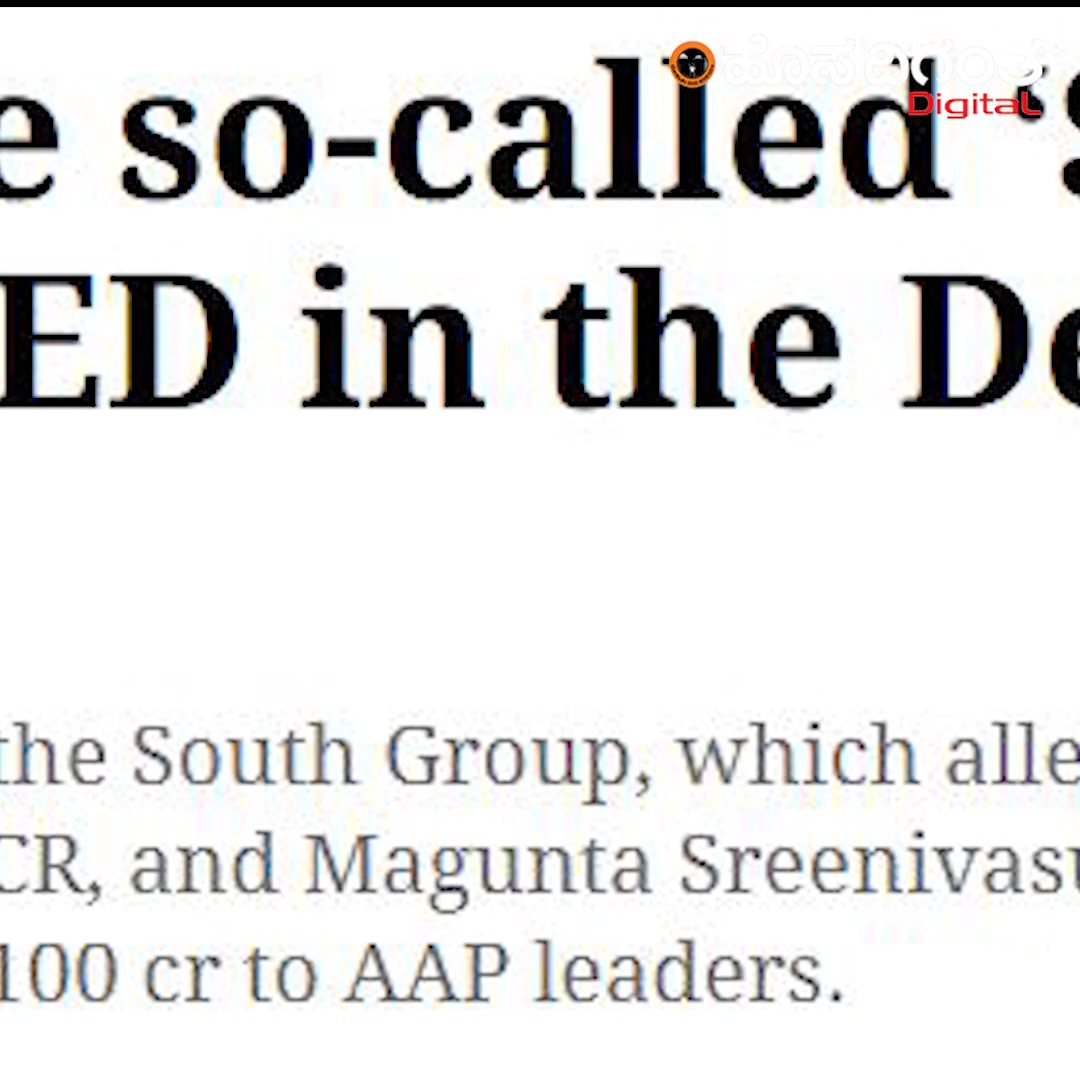 ಹೊಸ ದಿಗಂತ
Digital
e so-called 'S
ED in the De
the South Group, which alle
CR, and Magunta Sreenivasu
100 cr to AAP leaders.